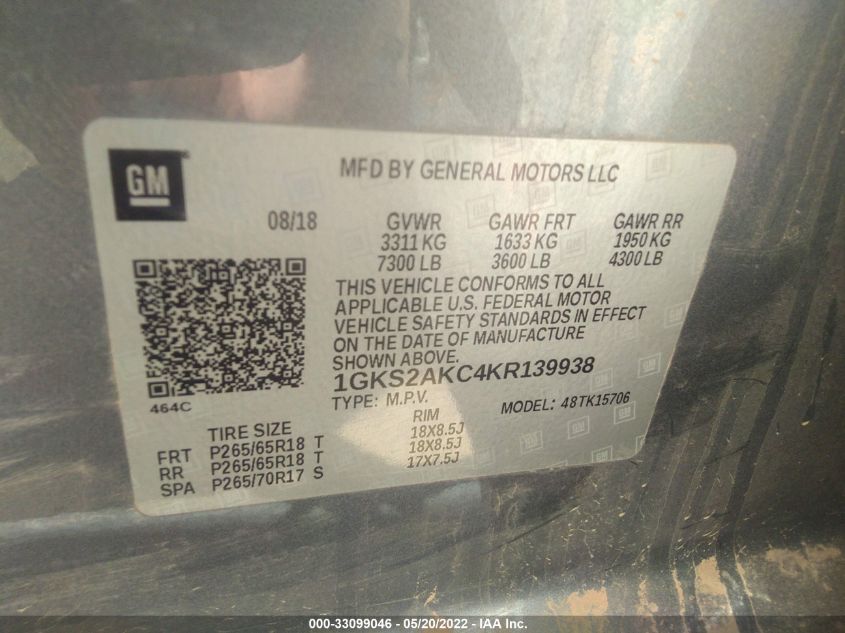 GM
MFD BY GENERAL MOTORS LLC
08/18 GVWR GAWR FRT GAWR RR
3311 KG 1633 KG 1950 KG
7300 LB 3600 LB 4300 LB
THIS VEHICLE CONFORMS TO ALL
APPLICABLE U.S. FEDERAL MOTOR
VEHICLE SAFETY STANDARDS IN EFFECT
ON THE DATE OF MANUFACTURE
SHOWN ABOVE.
1GKS2AKC4KR139938
464C
TYPE: M.P.V. MODEL: 48TK15706
TIRE SIZE RIM
FRT P265/65R18 T 18X8.5J
RR P265/65R18 T 18X8.5J
SPA P265/70R17 S 17X7.5J
000-33099046 - 05/20/2022 - IAA Inc.